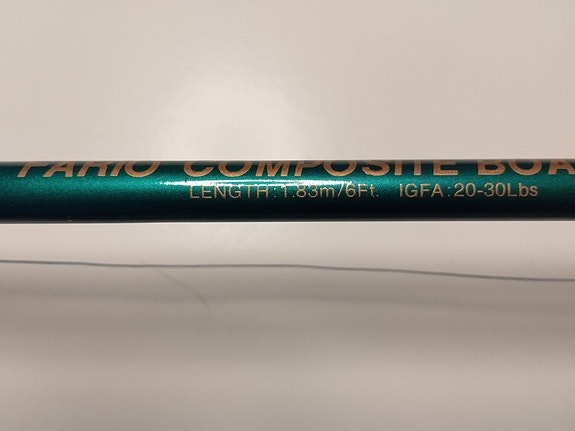 PARIO COMPOSITE BOA
LENGTH:1.83m/6Ft. IGFA:20-30Lbs